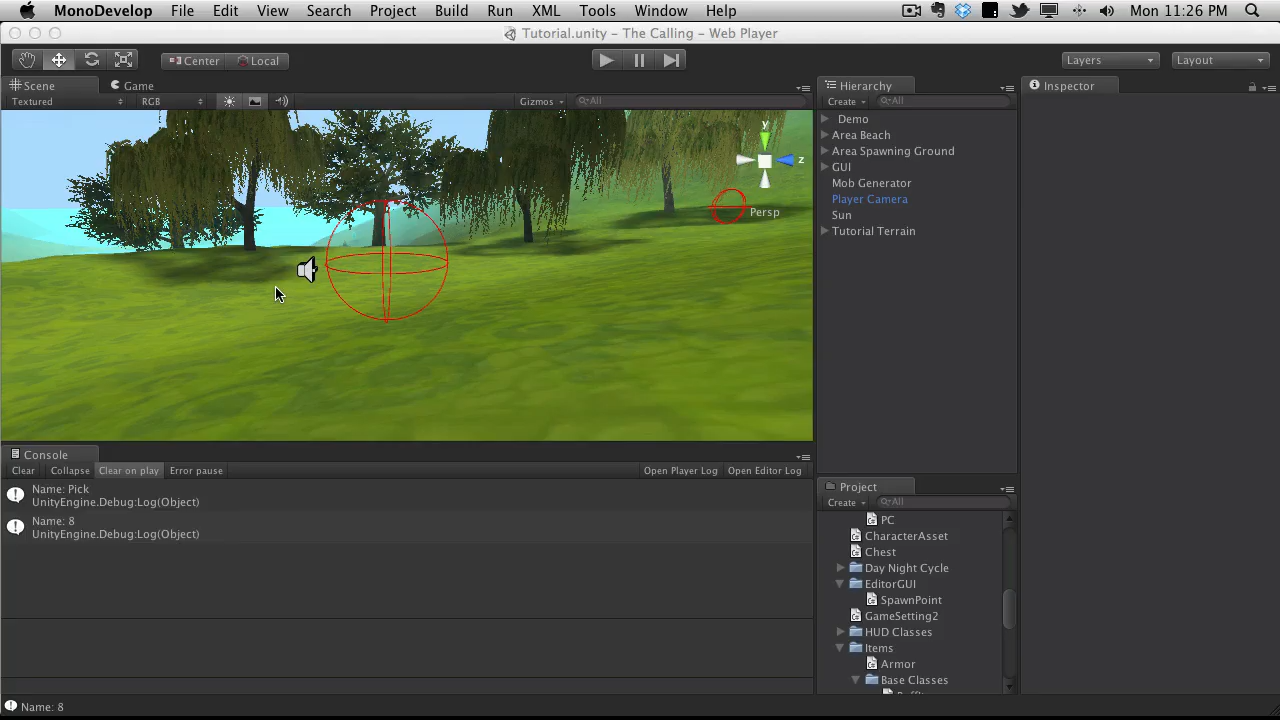 MonoDevelop File Edit View Search Project Build Run XML Tools Window Help Mon 11:26 PM
Tutorial.unity – The Calling – Web Player
Center Local Layers Layout
Scene Game
Textured RGB Gizmos All
y
z
Persp
Hierarchy
Create All
Demo
Area Beach
Area Spawning Ground
GUI
Mob Generator
Player Camera
Sun
Tutorial Terrain
Inspector
Console
Clear Collapse Clear on play Error pause Open Player Log Open Editor Log
Name: Pick
UnityEngine.Debug:Log(Object)
Name: 8
UnityEngine.Debug:Log(Object)
Project
Create All
PC
CharacterAsset
Chest
Day Night Cycle
EditorGUI
SpawnPoint
GameSetting2
HUD Classes
Items
Armor
Base Classes
Name: 8